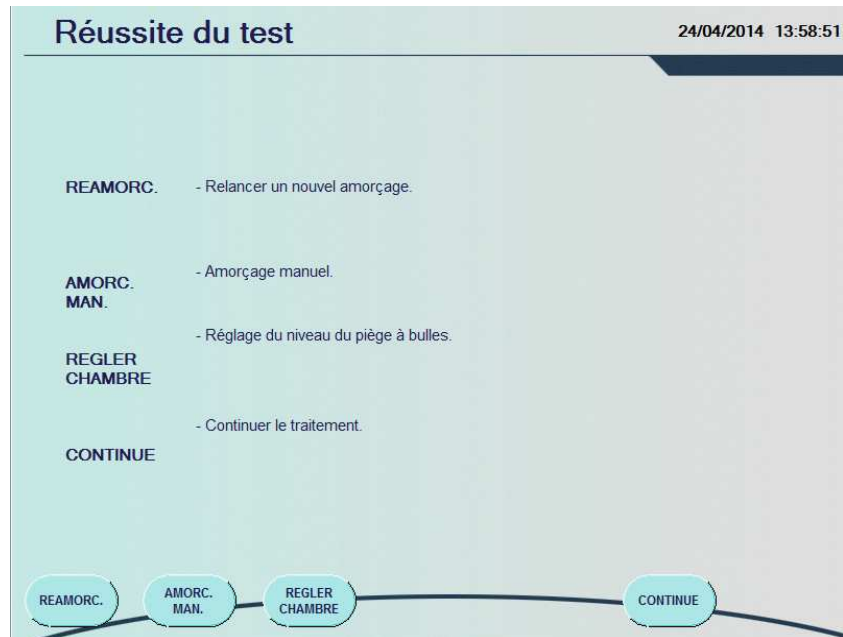 Réussite du test
24/04/2014 13:58:51
REAMORC.
- Relancer un nouvel amorçage.
AMORC.
MAN.
- Amorçage manuel.
REGLER
CHAMBRE
- Réglage du niveau du piège à bulles.
CONTINUE
- Continuer le traitement.
REAMORC.
AMORC.
MAN.
REGLER
CHAMBRE
CONTINUE